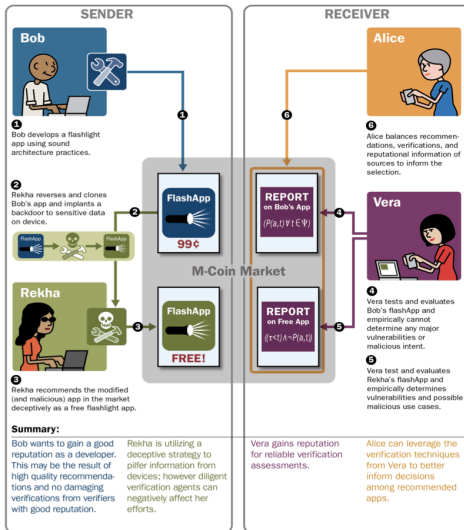 SENDER
RECEIVER
Bob
Alice
1
6
1
Bob develops a flashlight
app using sound
architecture practices.
6
Alice balances recommen-
dations, verifications, and
reputational information of
sources to inform the
selection.
2
Rekha reverses and clones
Bob's app and implants a
backdoor to sensitive data
on device.
FlashApp
FlashApp
2
FlashApp
99¢
REPORT
on Bob's App
(P(a,t)∀t∈Ψ)
4
Vera
M-Coin Market
Rekha
3
FlashApp
FREE!
REPORT
on Free App
((τ<t)∧¬P(a,t))
5
4
Vera tests and evaluates
Bob's flashApp and
empirically cannot
determine any major
vulnerabilities or
malicious intent.
5
Vera test and evaluates
Rekha's flashApp and
empirically determines
vulnerabilities and possible
malicious use cases.
3
Rekha recommends the modified
(and malicious) app in the market
deceptively as a free flashlight app.
Summary:
Bob wants to gain a good
reputation as a developer.
This may be the result of
high quality recommenda-
tions and no damaging
verifications from verifiers
with good reputation.
Rekha is utilizing a
deceptive strategy to
pilfer information from
devices; however diligent
verification agents can
negatively affect her
efforts.
Vera gains reputation
for reliable verification
assessments.
Alice can leverage the
verification techniques
from Vera to better
inform decisions
among recommended
apps.